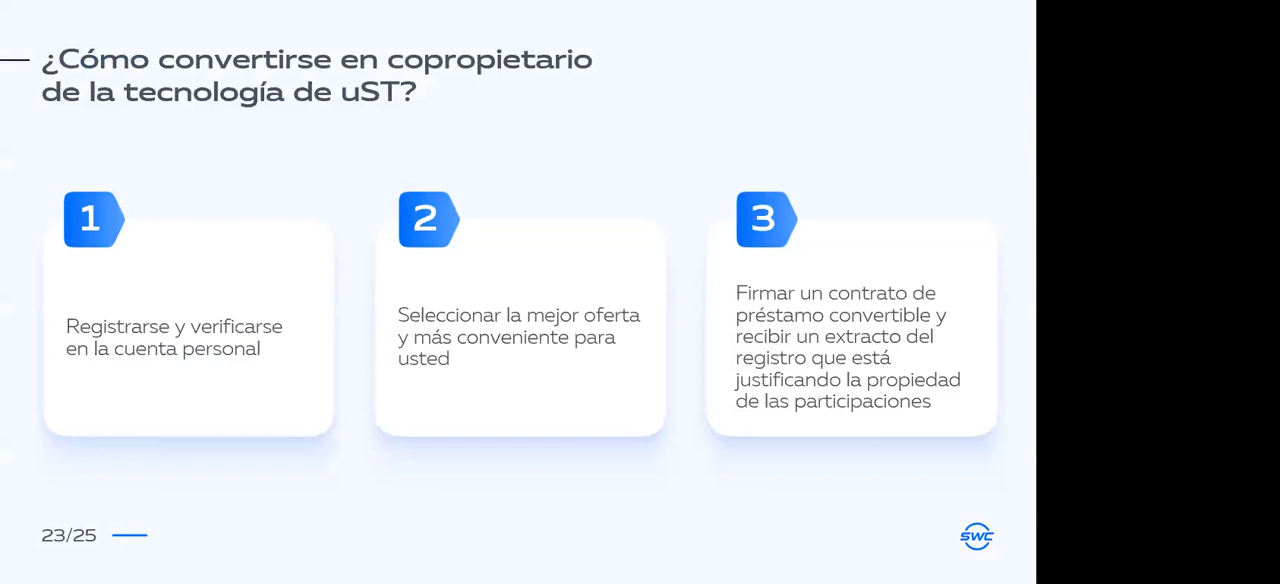 ¿Cómo convertirse en copropietario
de la tecnología de uST?
1
Registrarse y verificarse
en la cuenta personal
2
Seleccionar la mejor oferta
y más conveniente para
usted
3
Firmar un contrato de
préstamo convertible y
recibir un extracto del
registro que está
justificando la propiedad
de las participaciones
23/25
SWC